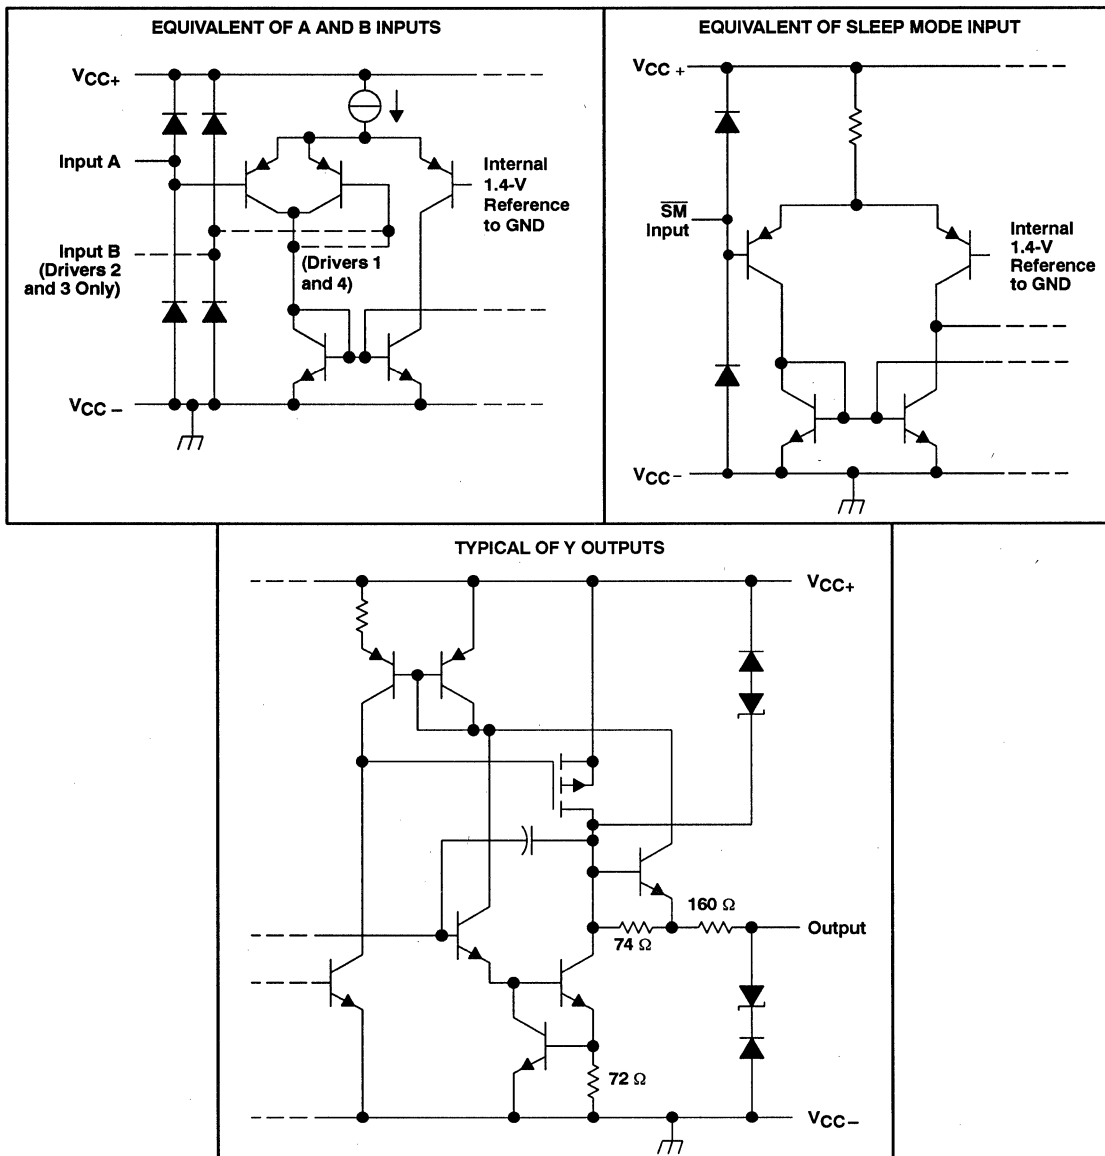 EQUIVALENT OF A AND B INPUTS
VCC+
Input A
Internal
1.4-V
Reference
to GND
Input B
(Drivers 2
and 3 Only)
(Drivers 1
and 4)
VCC –
EQUIVALENT OF SLEEP MODE INPUT
VCC +
SM
Input
Internal
1.4-V
Reference
to GND
VCC –
TYPICAL OF Y OUTPUTS
VCC+
160 Ω
74 Ω
Output
72 Ω
VCC –